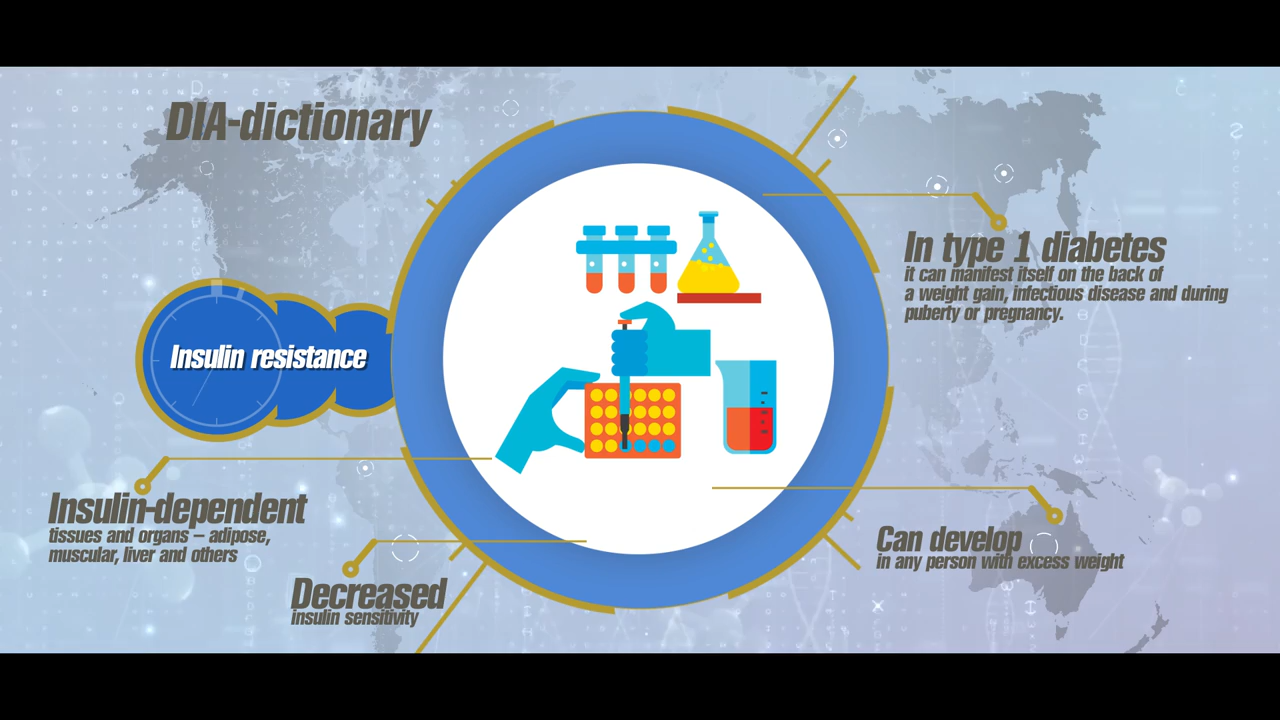 DIA-dictionary
Insulin resistance
In type 1 diabetes
it can manifest itself on the back of
a weight gain, infectious disease and during
puberty or pregnancy.
Insulin-dependent
tissues and organs – adipose,
muscular, liver and others
Decreased
insulin sensitivity
Can develop
in any person with excess weight